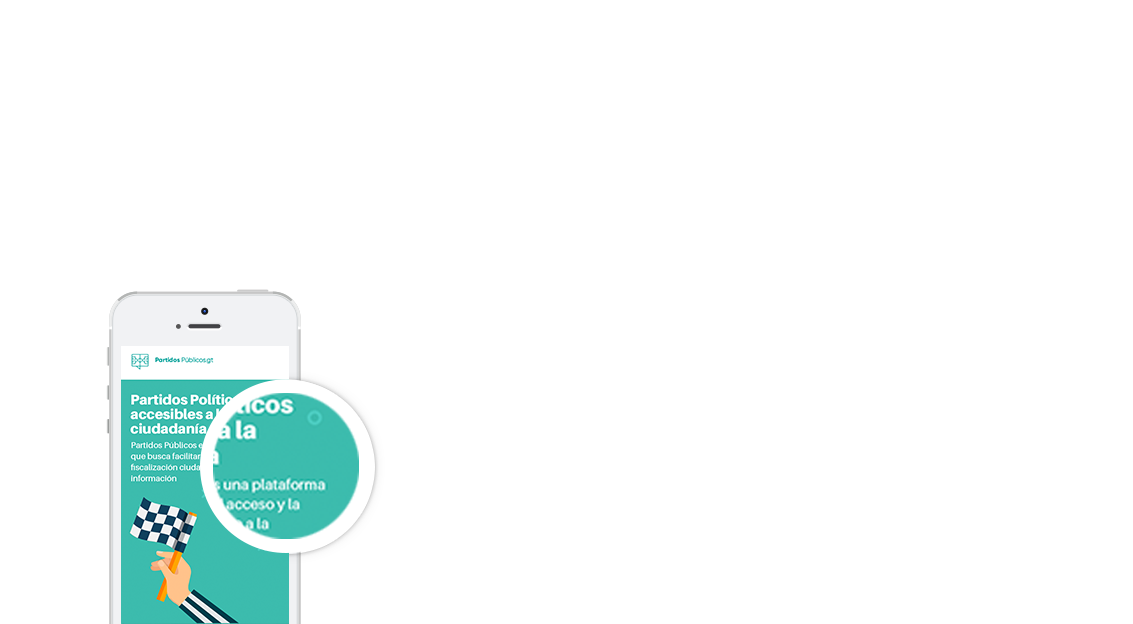 Partidos Públicos.gt
Partidos Polític
accesibles a l
ciudadanía
Partidos Públicos e
que busca facilitar
fiscalización ciuda
información
ticos
a la
a
s una plataforma
acceso y la
a la